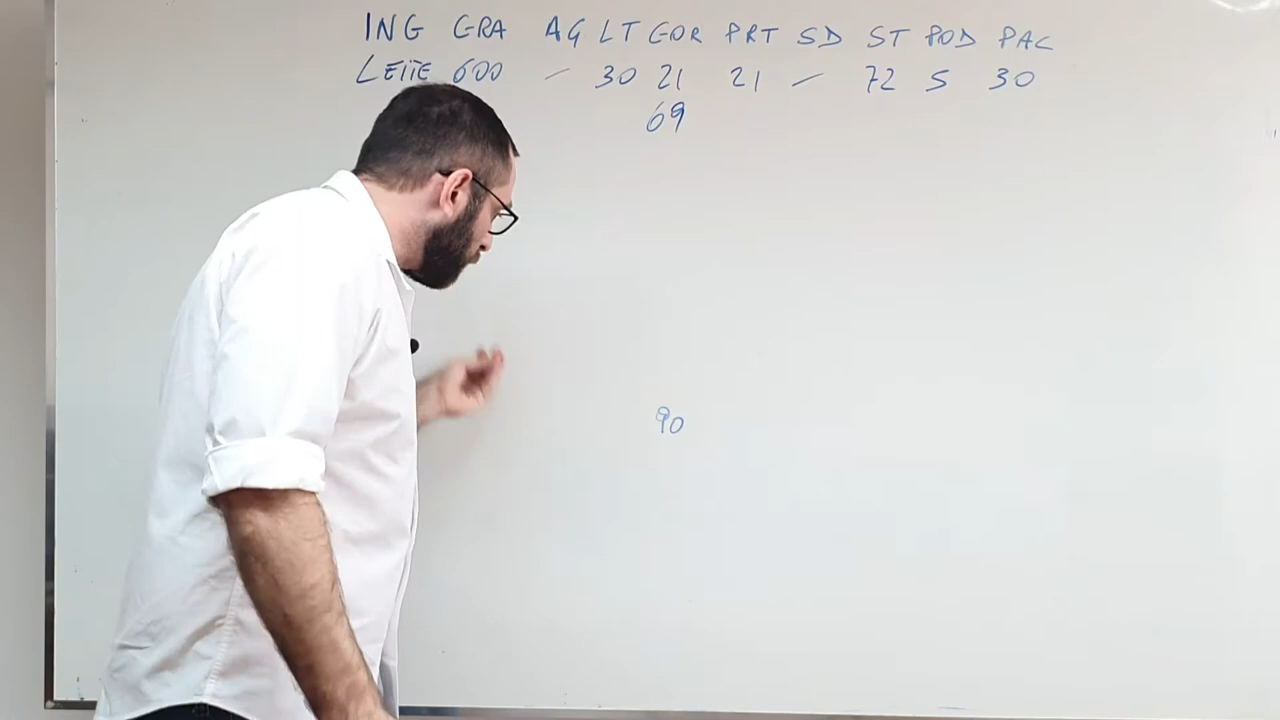 ING GRA AG LT GOR PRT SD ST POD PAC
LEITE 600 - 30 21 21 - 72 5 30
69
90